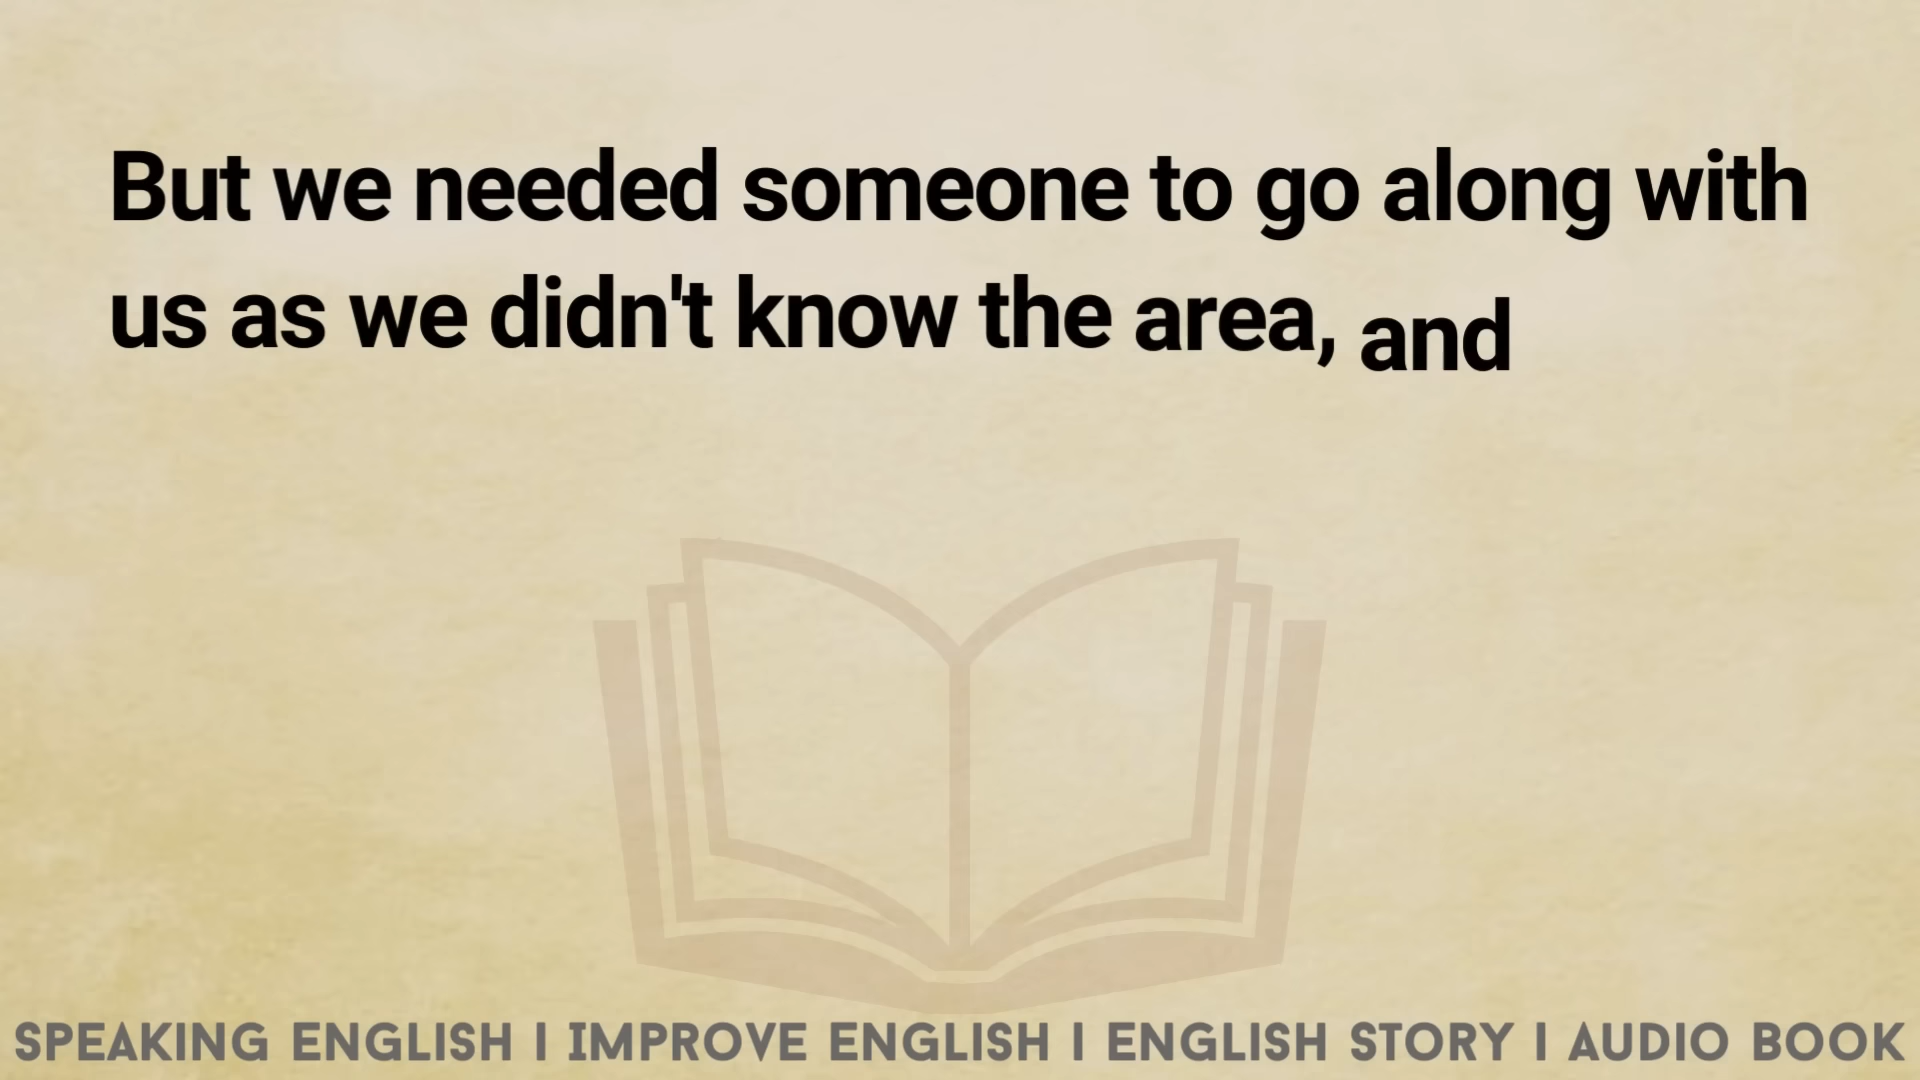 But we needed someone to go along with
us as we didn't know the area, and
SPEAKING ENGLISH | IMPROVE ENGLISH | ENGLISH STORY | AUDIO BOOK